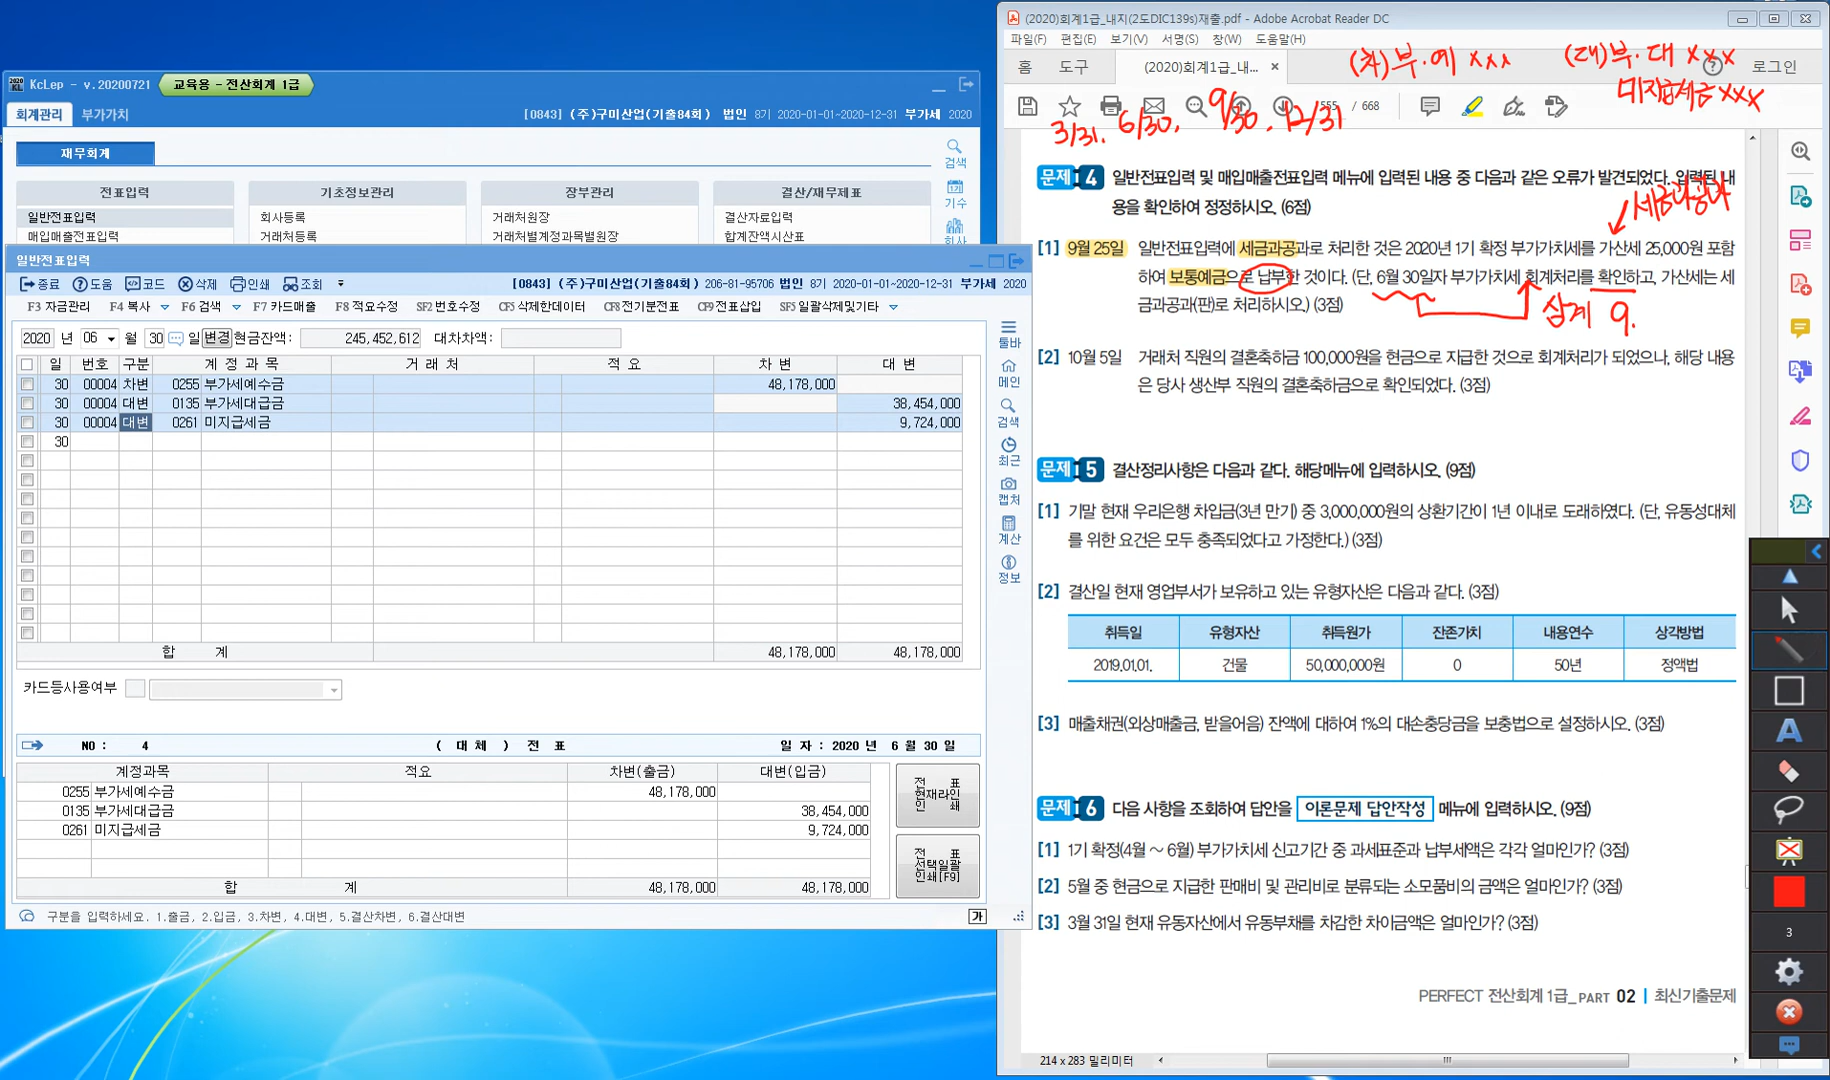 KcLep - v.20200721
교육용 - 전산회계 1급
회계관리
부가가치
[0843] (주)구미산업(기출84회) 법인 8기 2020-01-01~2020-12-31 부가세 2020
재무회계
전표입력
기초정보관리
장부관리
결산/재무제표
일반전표입력
회사등록
거래처원장
결산자료입력
매입매출전표입력
거래처등록
거래처별계정과목별원장
합계잔액시산표
검색
기수
회사
일반전표입력
종료 도움 코드 삭제 인쇄 조회
[0843] (주)구미산업(기출84회) 206-81-95706 법인 8기 2020-01-01~2020-12-31 부가세 2020
F3 자금관리 F4 복사 F6 검색 F7 카드매출 F8 적요수정 SF2 번호수정 CF5 삭제한데이터 CF8 전기분전표 CF9 전표삽입 SF5 일괄삭제및기타
2020 년 06 월 30 일 변경 현금잔액: 245,452,612 대차차액:
일 번호 구분 계 정 과 목 거 래 처 적 요 차 변 대 변
30 00004 차변 0255 부가세예수금 48,178,000
30 00004 대변 0135 부가세대급금 38,454,000
30 00004 대변 0261 미지급세금 9,724,000
30
합 계 48,178,000 48,178,000
카드등사용여부
NO : 4 ( 대 체 ) 전 표 일 자 : 2020 년 6 월 30 일
계정과목 적요 차변(출금) 대변(입금)
0255 부가세예수금 48,178,000
0135 부가세대급금 38,454,000
0261 미지급세금 9,724,000
합 계 48,178,000 48,178,000
전 표
현재라인
인 쇄
전 표
선택일괄
인쇄[F9]
구분을 입력하세요. 1.출금, 2.입금, 3.차변, 4.대변, 5.결산차변, 6.결산대변
가
툴바
메인
검색
최근
캡처
계산
정보
(2020)회계1급_내지(2도DIC139s)재출.pdf - Adobe Acrobat Reader DC
파일(F) 편집(E) 보기(V) 서명(S) 창(W) 도움말(H)
홈 도구 (2020)회계1급_내... × 로그인
555 / 668
(차)부.예 xxx
(대)부.대 xxx
미지급세금 xxx
3/31. 6/30. 9/30. 12/31
문제 4 일반전표입력 및 매입매출전표입력 메뉴에 입력된 내용 중 다음과 같은 오류가 발견되었다. 입력된 내
용을 확인하여 정정하시오. (6점)
세금과공과
[1] 9월 25일 일반전표입력에 세금과공과로 처리한 것은 2020년 1기 확정 부가가치세를 가산세 25,000원 포함
하여 보통예금으로 납부한 것이다. (단, 6월 30일자 부가가치세 회계처리를 확인하고, 가산세는 세
금과공과(판)로 처리하시오.) (3점)
상계 9.
[2] 10월 5일 거래처 직원의 결혼축하금 100,000원을 현금으로 지급한 것으로 회계처리가 되었으나, 해당 내용
은 당사 생산부 직원의 결혼축하금으로 확인되었다. (3점)
문제 5 결산정리사항은 다음과 같다. 해당메뉴에 입력하시오. (9점)
[1] 기말 현재 우리은행 차입금(3년 만기) 중 3,000,000원의 상환기간이 1년 이내로 도래하였다. (단, 유동성대체
를 위한 요건은 모두 충족되었다고 가정한다.) (3점)
[2] 결산일 현재 영업부서가 보유하고 있는 유형자산은 다음과 같다. (3점)
취득일 유형자산 취득원가 잔존가치 내용연수 상각방법
2019.01.01. 건물 50,000,000원 0 50년 정액법
[3] 매출채권(외상매출금, 받을어음) 잔액에 대하여 1%의 대손충당금을 보충법으로 설정하시오. (3점)
문제 6 다음 사항을 조회하여 답안을 이론문제 답안작성 메뉴에 입력하시오. (9점)
[1] 1기 확정(4월 ~ 6월) 부가가치세 신고기간 중 과세표준과 납부세액은 각각 얼마인가? (3점)
[2] 5월 중 현금으로 지급한 판매비 및 관리비로 분류되는 소모품비의 금액은 얼마인가? (3점)
[3] 3월 31일 현재 유동자산에서 유동부채를 차감한 차이금액은 얼마인가? (3점)
PERFECT 전산회계 1급_PART 02 | 최신기출문제
214 x 283 밀리미터
3